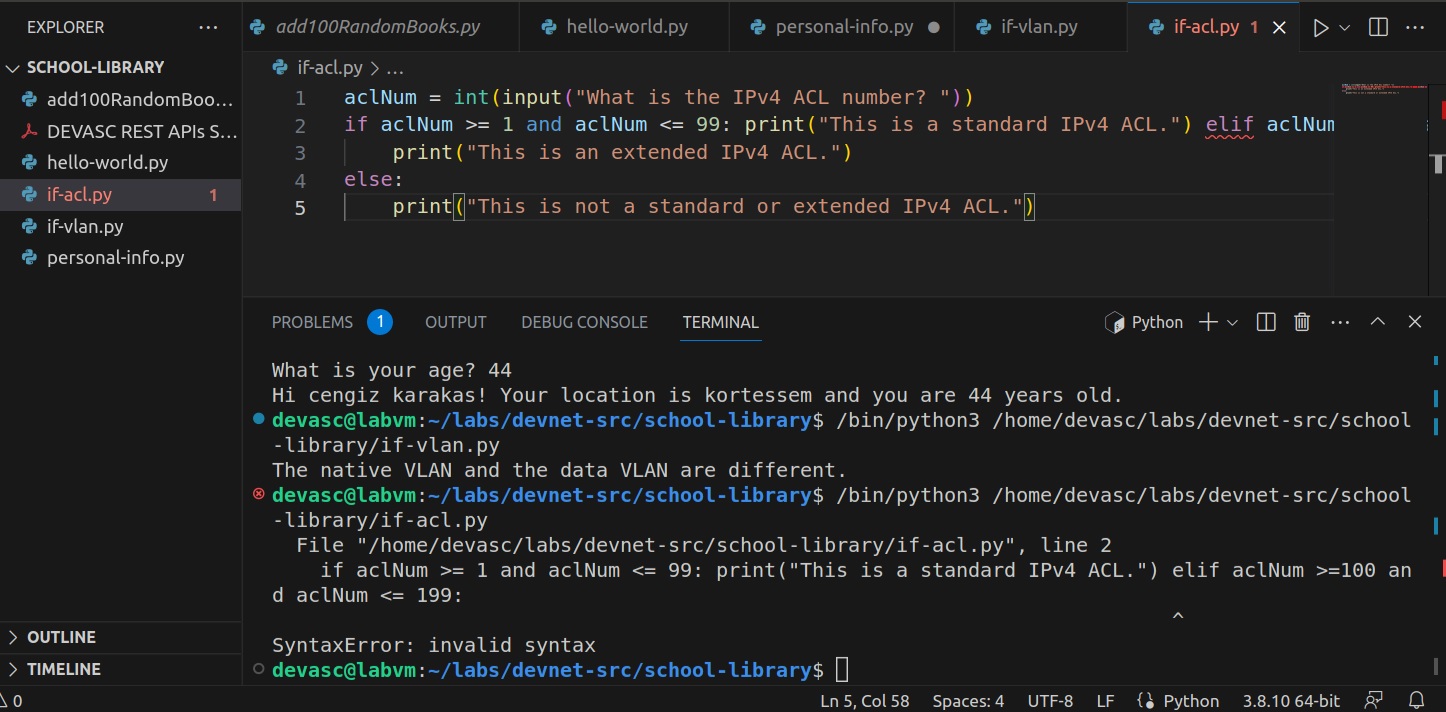 EXPLORER ...
add100RandomBooks.py hello-world.py personal-info.py if-vlan.py if-acl.py 1
SCHOOL-LIBRARY
add100RandomBoo...
DEVASC REST APIs S...
hello-world.py
if-acl.py 1
if-vlan.py
personal-info.py
if-acl.py > ...
1 aclNum = int(input("What is the IPv4 ACL number? "))
2 if aclNum >= 1 and aclNum <= 99: print("This is a standard IPv4 ACL.") elif aclNum
3 print("This is an extended IPv4 ACL.")
4 else:
5 print("This is not a standard or extended IPv4 ACL.")
PROBLEMS 1 OUTPUT DEBUG CONSOLE TERMINAL Python
What is your age? 44
Hi cengiz karakas! Your location is kortessem and you are 44 years old.
devasc@labvm:~/labs/devnet-src/school-library$ /bin/python3 /home/devasc/labs/devnet-src/school
-library/if-vlan.py
The native VLAN and the data VLAN are different.
devasc@labvm:~/labs/devnet-src/school-library$ /bin/python3 /home/devasc/labs/devnet-src/school
-library/if-acl.py
File "/home/devasc/labs/devnet-src/school-library/if-acl.py", line 2
if aclNum >= 1 and aclNum <= 99: print("This is a standard IPv4 ACL.") elif aclNum >=100 an
d aclNum <= 199:
^
SyntaxError: invalid syntax
devasc@labvm:~/labs/devnet-src/school-library$
OUTLINE
TIMELINE
0 Ln 5, Col 58 Spaces: 4 UTF-8 LF Python 3.8.10 64-bit